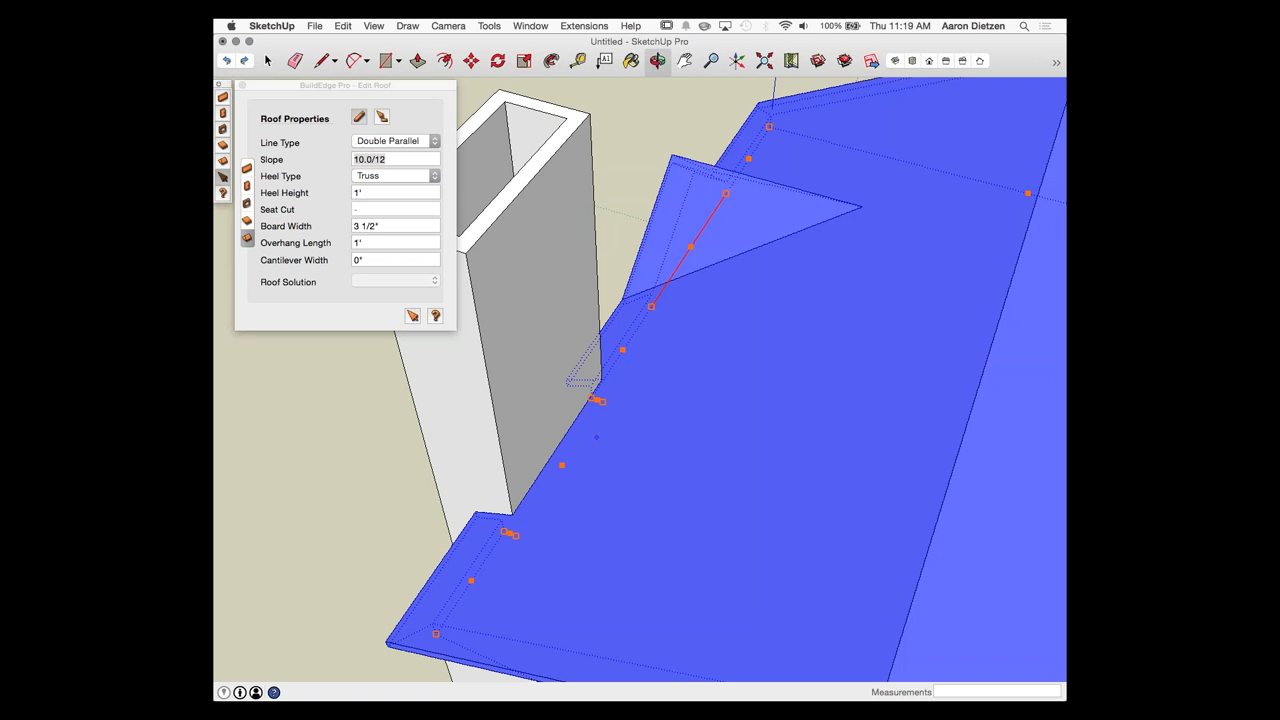 SketchUp File Edit View Draw Camera Tools Window Extensions Help 100% Thu 11:19 AM Aaron Dietzen
Untitled - SketchUp Pro
A1
BuildEdge Pro - Edit Roof
Roof Properties
Line Type Double Parallel
Slope 10.0/12
Heel Type Truss
Heel Height 1'
Seat Cut -
Board Width 3 1/2"
Overhang Length 1'
Cantilever Width 0"
Roof Solution
Measurements